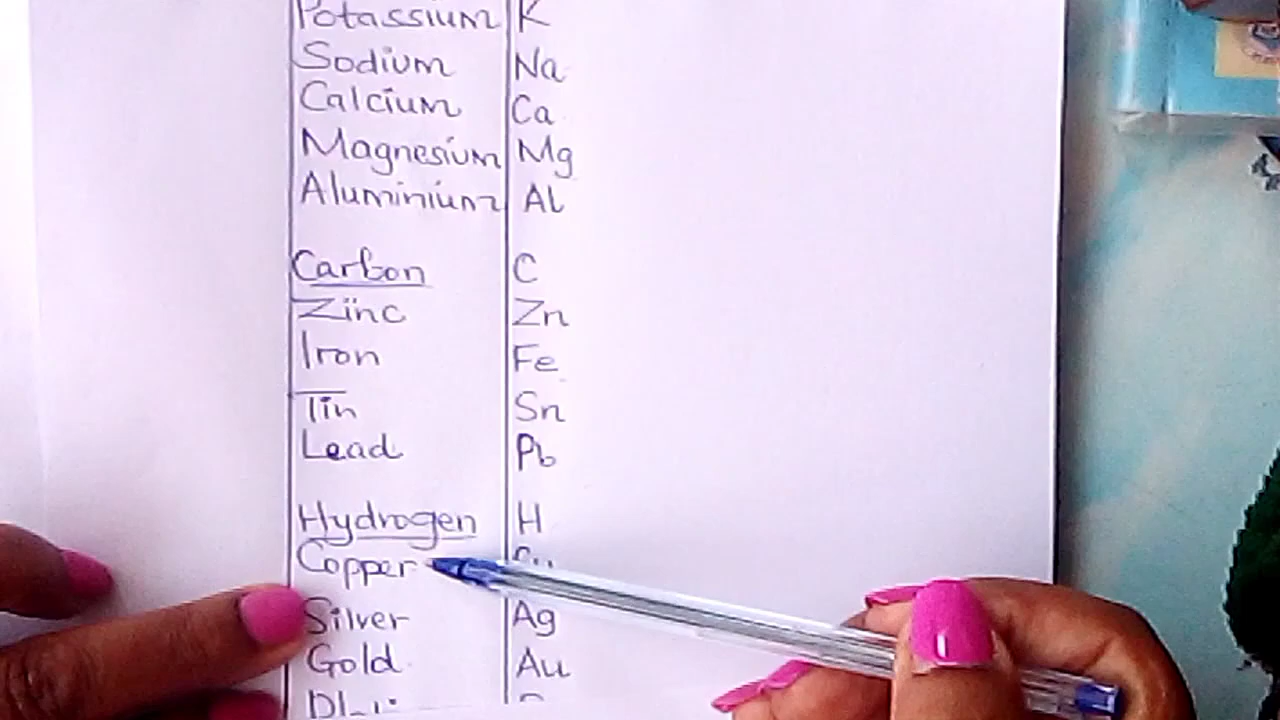 Potassium K
Sodium Na
Calcium Ca
Magnesium Mg
Aluminium Al
Carbon C
Zinc Zn
Iron Fe
Tin Sn
Lead Pb
Hydrogen H
Copper
Silver Ag
Gold Au